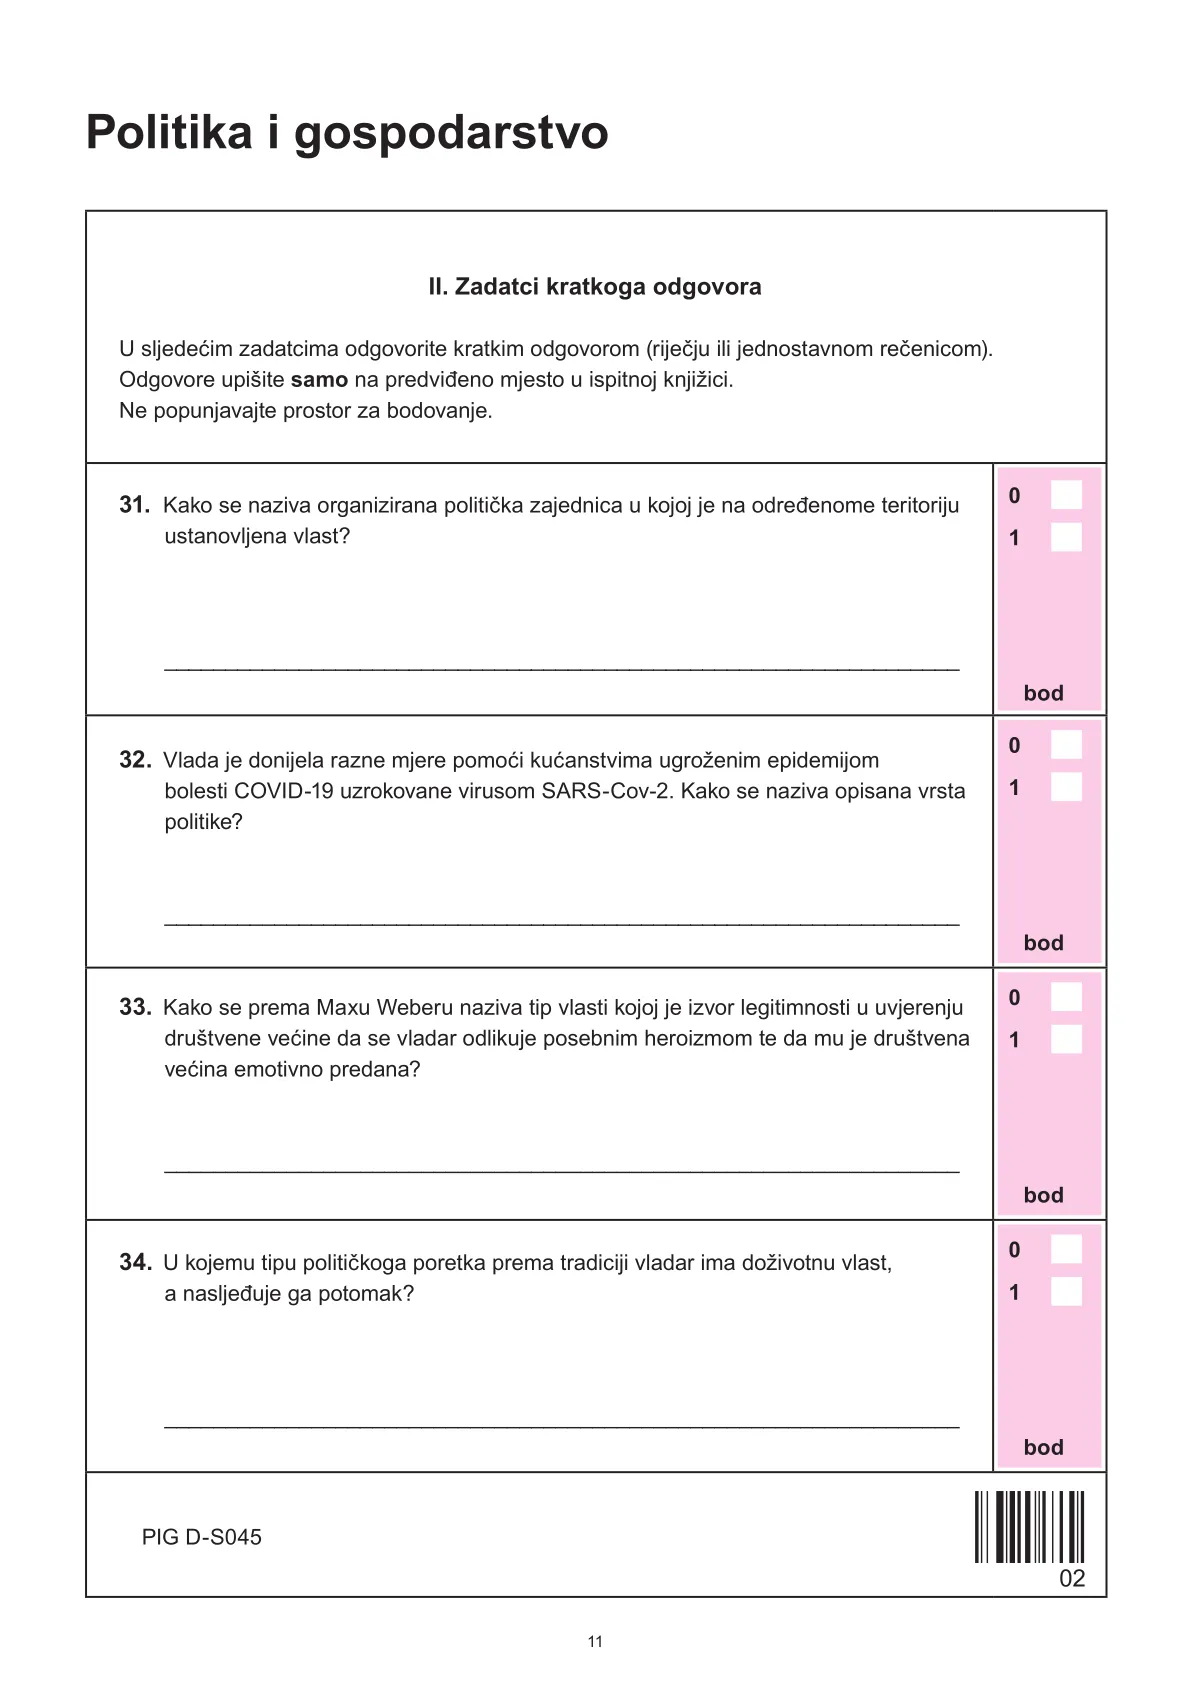 Politika i gospodarstvo
II. Zadatci kratkoga odgovora
U sljedećim zadatcima odgovorite kratkim odgovorom (riječju ili jednostavnom rečenicom).
Odgovore upišite samo na predviđeno mjesto u ispitnoj knjižici.
Ne popunjavajte prostor za bodovanje.
31. Kako se naziva organizirana politička zajednica u kojoj je na određenome teritoriju
ustanovljena vlast?
0
1
bod
32. Vlada je donijela razne mjere pomoći kućanstvima ugroženim epidemijom
bolesti COVID-19 uzrokovane virusom SARS-Cov-2. Kako se naziva opisana vrsta
politike?
0
1
bod
33. Kako se prema Maxu Weberu naziva tip vlasti kojoj je izvor legitimnosti u uvjerenju
društvene većine da se vladar odlikuje posebnim heroizmom te da mu je društvena
većina emotivno predana?
0
1
bod
34. U kojemu tipu političkoga poretka prema tradiciji vladar ima doživotnu vlast,
a nasljeđuje ga potomak?
0
1
bod
PIG D-S045
02
11